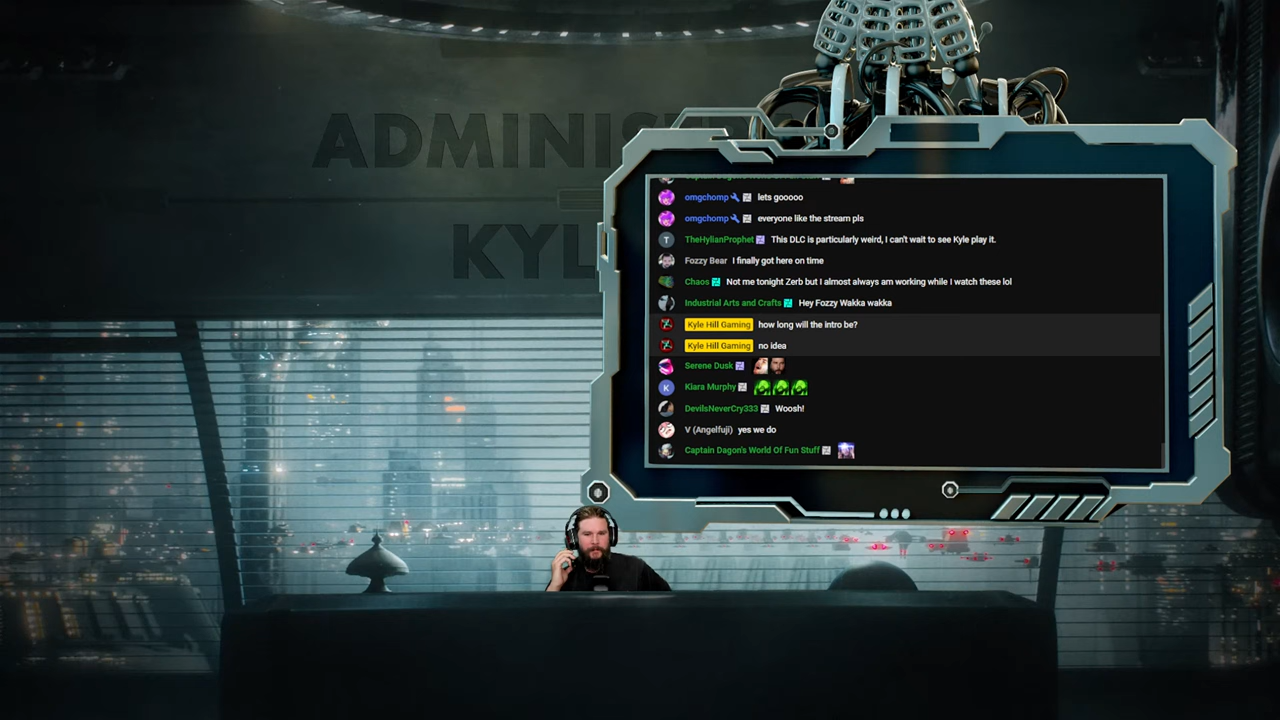 ADMINIS
KYL
omgchomp lets gooooo
omgchomp everyone like the stream pls
T TheHylianProphet This DLC is particularly weird, I can't wait to see Kyle play it.
Fozzy Bear I finally got here on time
Chaos Not me tonight Zerb but I almost always am working while I watch these lol
Industrial Arts and Crafts Hey Fozzy Wakka wakka
Kyle Hill Gaming how long will the intro be?
Kyle Hill Gaming no idea
Serene Dusk
K Kiara Murphy
DevilsNeverCry333 Woosh!
V (Angelfuji) yes we do
Captain Dagon's World Of Fun Stuff